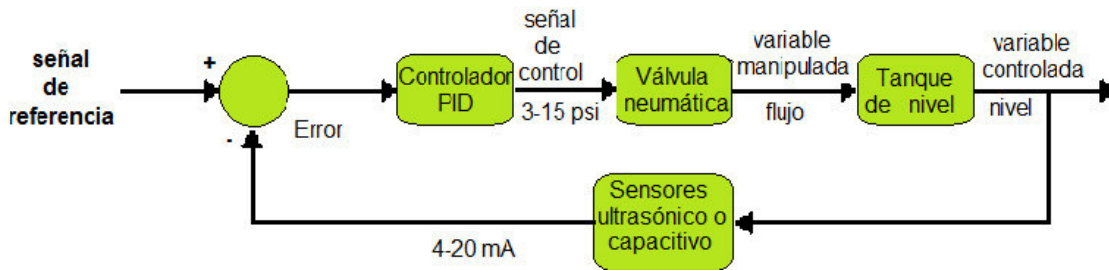 señal
de
referencia
+
-
Error
Controlador
PID
señal
de
control
3-15 psi
Válvula
neumática
variable
manipulada
flujo
Tanque
de nivel
variable
controlada
nivel
Sensores
ultrasónico o
capacitivo
4-20 mA